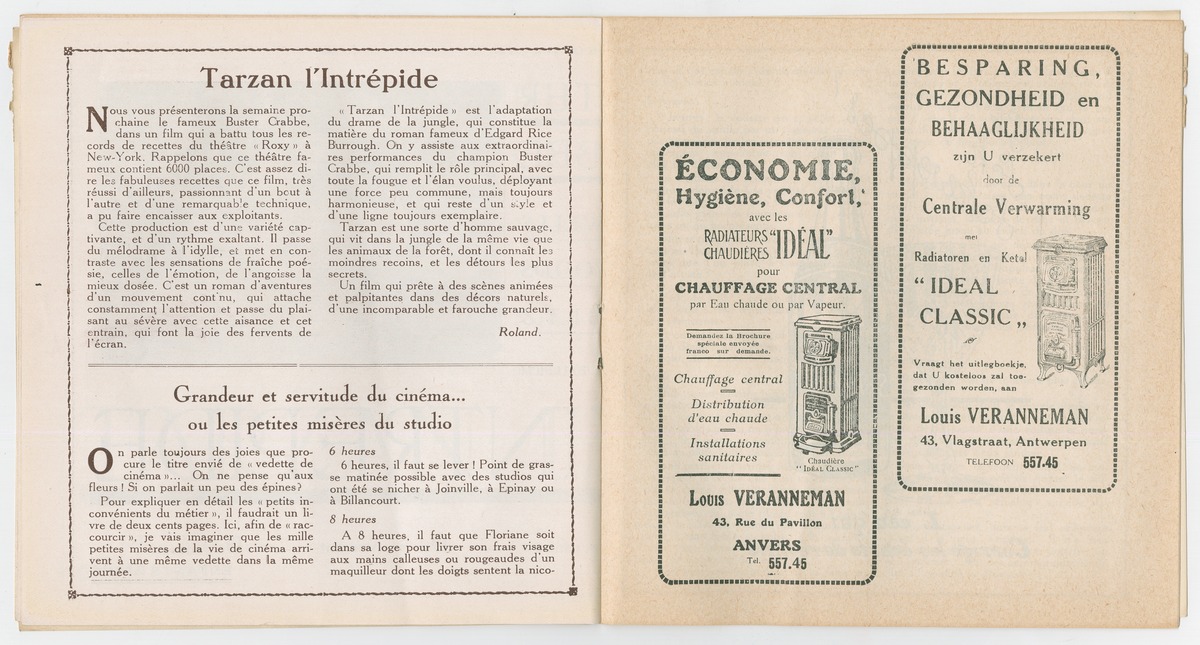 Tarzan l'Intrépide
Nous vous présenterons la semaine pro-
chaine le fameux Buster Crabbe,
dans un film qui a battu tous les re-
cords de recettes du théâtre « Roxy » à
New-York. Rappelons que ce théâtre fa-
meux contient 6000 places. C'est assez di-
re les fabuleuses recettes que ce film, très
réussi d'ailleurs, passionnant d'un bout à
l'autre et d'une remarquable technique,
a pu faire encaisser aux exploitants.
Cette production est d'une variété cap-
tivante, et d'un rythme exaltant. Il passe
du mélodrame à l'idylle, et met en con-
traste avec les sensations de fraîche poé-
sie, celles de l'émotion, de l'angoisse la
mieux dosée. C'est un roman d'aventures
d'un mouvement continu, qui attache
constamment l'attention et passe du plai-
sant au sévère avec cette aisance et cet
entrain, qui font la joie des fervents de
l'écran.
« Tarzan l'Intrépide » est l'adaptation
du drame de la jungle, qui constitue la
matière du roman fameux d'Edgard Rice
Burrough. On y assiste aux extraordinai-
res performances du champion Buster
Crabbe, qui remplit le rôle principal, avec
toute la fougue et l'élan voulus, déployant
une force peu commune, mais toujours
harmonieuse, et qui reste d'un style et
d'une ligne toujours exemplaire.
Tarzan est une sorte d'homme sauvage,
qui vit dans la jungle de la même vie que
les animaux de la forêt, dont il connaît les
moindres recoins, et les détours les plus
secrets.
Un film qui prête à des scènes animées
et palpitantes dans des décors naturels,
d'une incomparable et farouche grandeur.
Roland.
Grandeur et servitude du cinéma...
ou les petites misères du studio
On parle toujours des joies que pro-
cure le titre envié de « vedette de
cinéma »... On ne pense qu'aux
fleurs ! Si on parlait un peu des épines?
Pour expliquer en détail les « petits in-
convénients du métier », il faudrait un li-
vre de deux cents pages. Ici, afin de « rac-
courcir », je vais imaginer que les mille
petites misères de la vie de cinéma arri-
vent à une même vedette dans la même
journée.
6 heures
6 heures, il faut se lever ! Point de gras-
se matinée possible avec des studios qui
ont été se nicher à Joinville, à Epinay ou
à Billancourt.
8 heures
A 8 heures, il faut que Floriane soit
dans sa loge pour livrer son frais visage
aux mains calleuses ou rougeaudes d'un
maquilleur dont les doigts sentent la nico-
ÉCONOMIE,
Hygiène, Confort,
avec les
RADIATEURS "IDÉAL"
CHAUDIÈRES
pour
CHAUFFAGE CENTRAL
par Eau chaude ou par Vapeur.
Demandez la Brochure
spéciale envoyée
franco sur demande.
Chauffage central
Distribution
d'eau chaude
Installations
sanitaires
Chaudière
"IDÉAL CLASSIC"
Louis VERANNEMAN
43, Rue du Pavillon
ANVERS
Tél. 557.45
BESPARING,
GEZONDHEID en
BEHAAGLIJKHEID
zijn U verzekert
door de
Centrale Verwarming
met
Radiatoren en Ketel
"IDEAL
CLASSIC„
Vraagt het uitlegboekje,
dat U kosteloos zal toe-
gezonden worden, aan
Louis VERANNEMAN
43, Vlagstraat, Antwerpen
TELEFOON 557.45